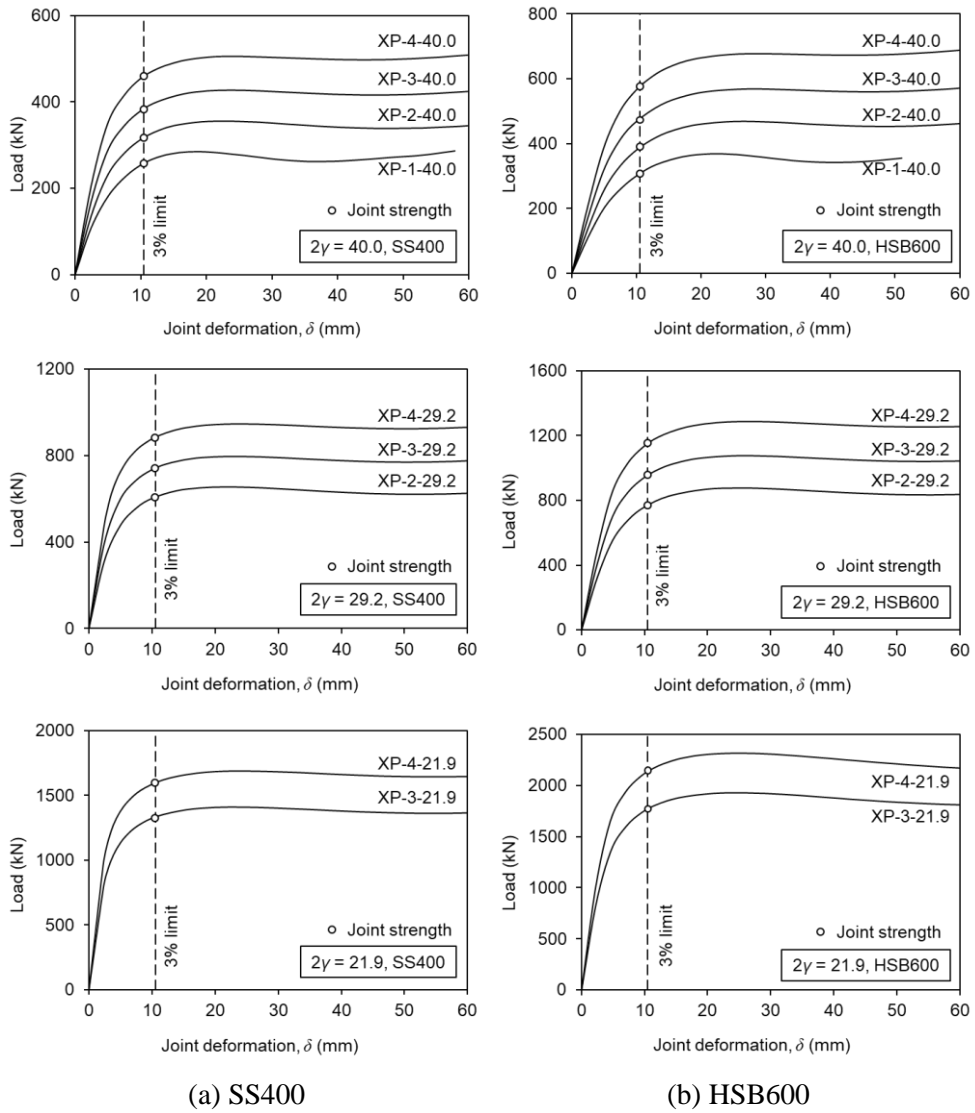 600
400
200
0
Load (kN)
XP-4-40.0
XP-3-40.0
XP-2-40.0
XP-1-40.0
3% limit
Joint strength
2γ = 40.0, SS400
0 10 20 30 40 50 60
Joint deformation, δ (mm)
800
600
400
200
0
Load (kN)
XP-4-40.0
XP-3-40.0
XP-2-40.0
XP-1-40.0
3% limit
Joint strength
2γ = 40.0, HSB600
0 10 20 30 40 50 60
Joint deformation, δ (mm)
1200
800
400
0
Load (kN)
XP-4-29.2
XP-3-29.2
XP-2-29.2
3% limit
Joint strength
2γ = 29.2, SS400
0 10 20 30 40 50 60
Joint deformation, δ (mm)
1600
1200
800
400
0
Load (kN)
XP-4-29.2
XP-3-29.2
XP-2-29.2
3% limit
Joint strength
2γ = 29.2, HSB600
0 10 20 30 40 50 60
Joint deformation, δ (mm)
2000
1500
1000
500
0
Load (kN)
XP-4-21.9
XP-3-21.9
3% limit
Joint strength
2γ = 21.9, SS400
0 10 20 30 40 50 60
Joint deformation, δ (mm)
2500
2000
1500
1000
500
0
Load (kN)
XP-4-21.9
XP-3-21.9
3% limit
Joint strength
2γ = 21.9, HSB600
0 10 20 30 40 50 60
Joint deformation, δ (mm)
(a) SS400
(b) HSB600